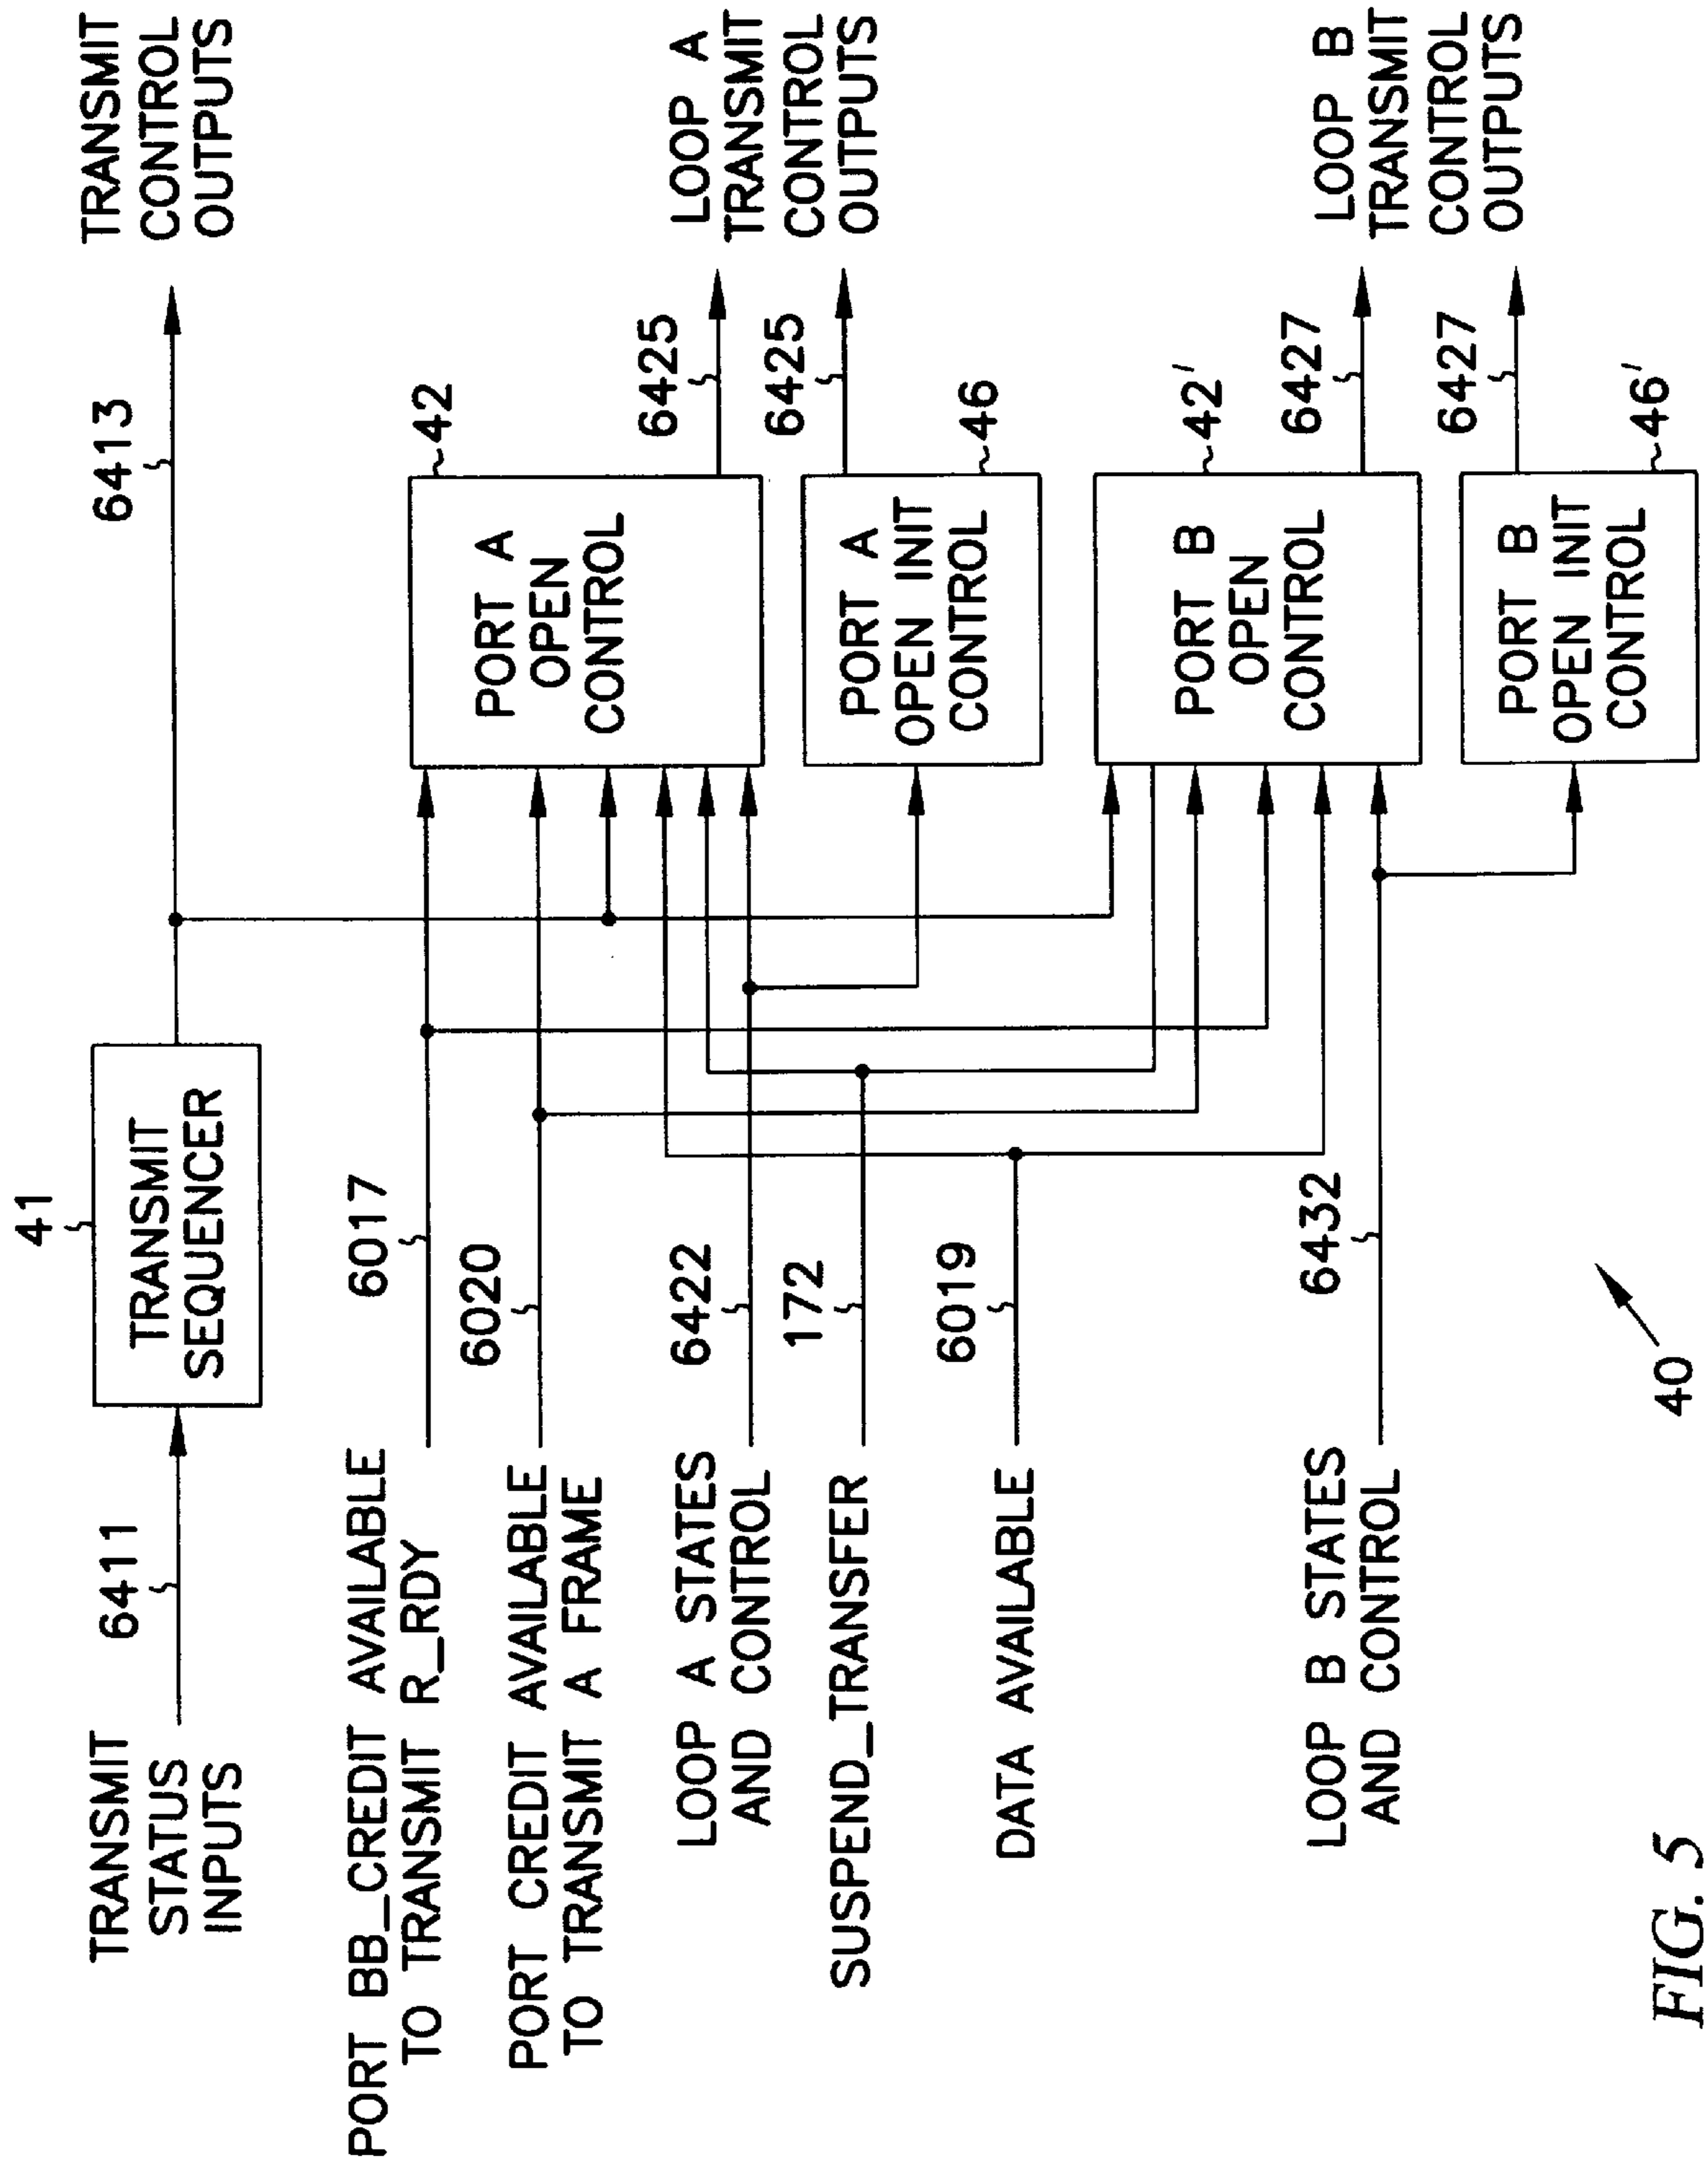 TRANSMIT
STATUS
INPUTS
6411
41
TRANSMIT
SEQUENCER
6413
TRANSMIT
CONTROL
OUTPUTS
PORT BB_CREDIT AVAILABLE
TO TRANSMIT R_RDY
6017
PORT CREDIT AVAILABLE
TO TRANSMIT A FRAME
6020
LOOP A STATES
AND CONTROL
6422
SUSPEND_TRANSFER
172
DATA AVAILABLE
6019
LOOP B STATES
AND CONTROL
6432
PORT A
OPEN
CONTROL
42
6425
PORT A
OPEN INIT
CONTROL
46
6425
LOOP A
TRANSMIT
CONTROL
OUTPUTS
PORT B
OPEN
CONTROL
42'
6427
PORT B
OPEN INIT
CONTROL
46'
6427
LOOP B
TRANSMIT
CONTROL
OUTPUTS
40
FIG. 5